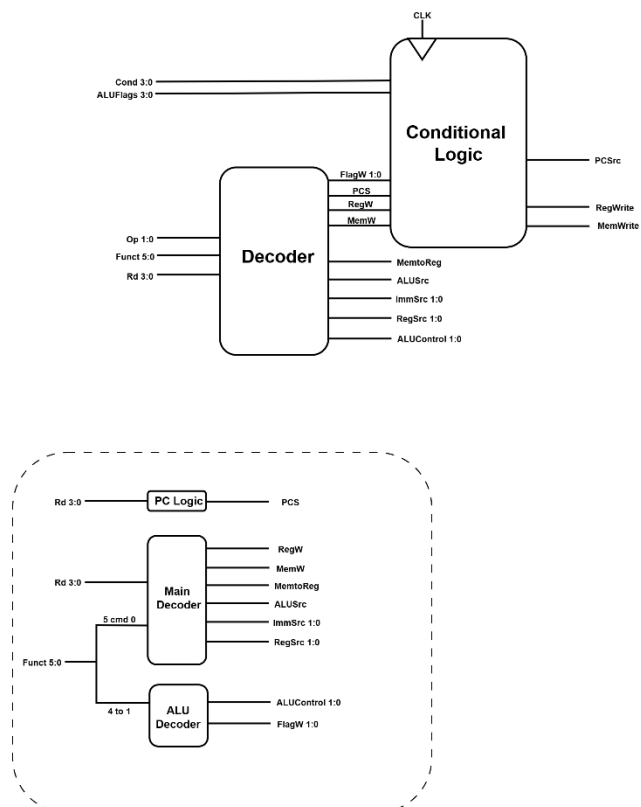 CLK
Cond 3:0
ALUFlags 3:0
Conditional
Logic
PCSrc
RegWrite
MemWrite
FlagW 1:0
PCS
RegW
MemW
Op 1:0
Funct 5:0
Rd 3:0
Decoder
MemtoReg
ALUSrc
ImmSrc 1:0
RegSrc 1:0
ALUControl 1:0
Rd 3:0
PC Logic
PCS
Rd 3:0
Main
Decoder
RegW
MemW
MemtoReg
ALUSrc
ImmSrc 1:0
RegSrc 1:0
5 cmd 0
Funct 5:0
4 to 1
ALU
Decoder
ALUControl 1:0
FlagW 1:0